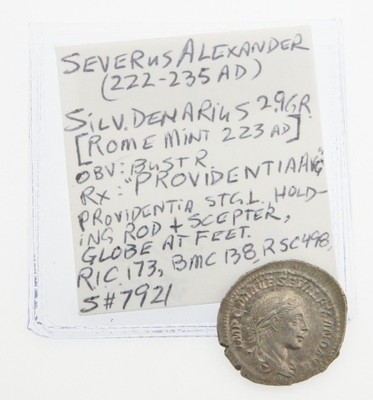 SEVERUS ALEXANDER
(222-235 AD)
SILV. DENARIUS 2.9GR.
[ROME MINT 223 AD]
OBV: BUST R.
RX: "PROVIDENTIA AVG"
PROVIDENTIA STG. L. HOLD-
ING ROD + SCEPTER,
GLOBE AT FEET.
RIC 173, BMC 138, RSC 498,
S#7921